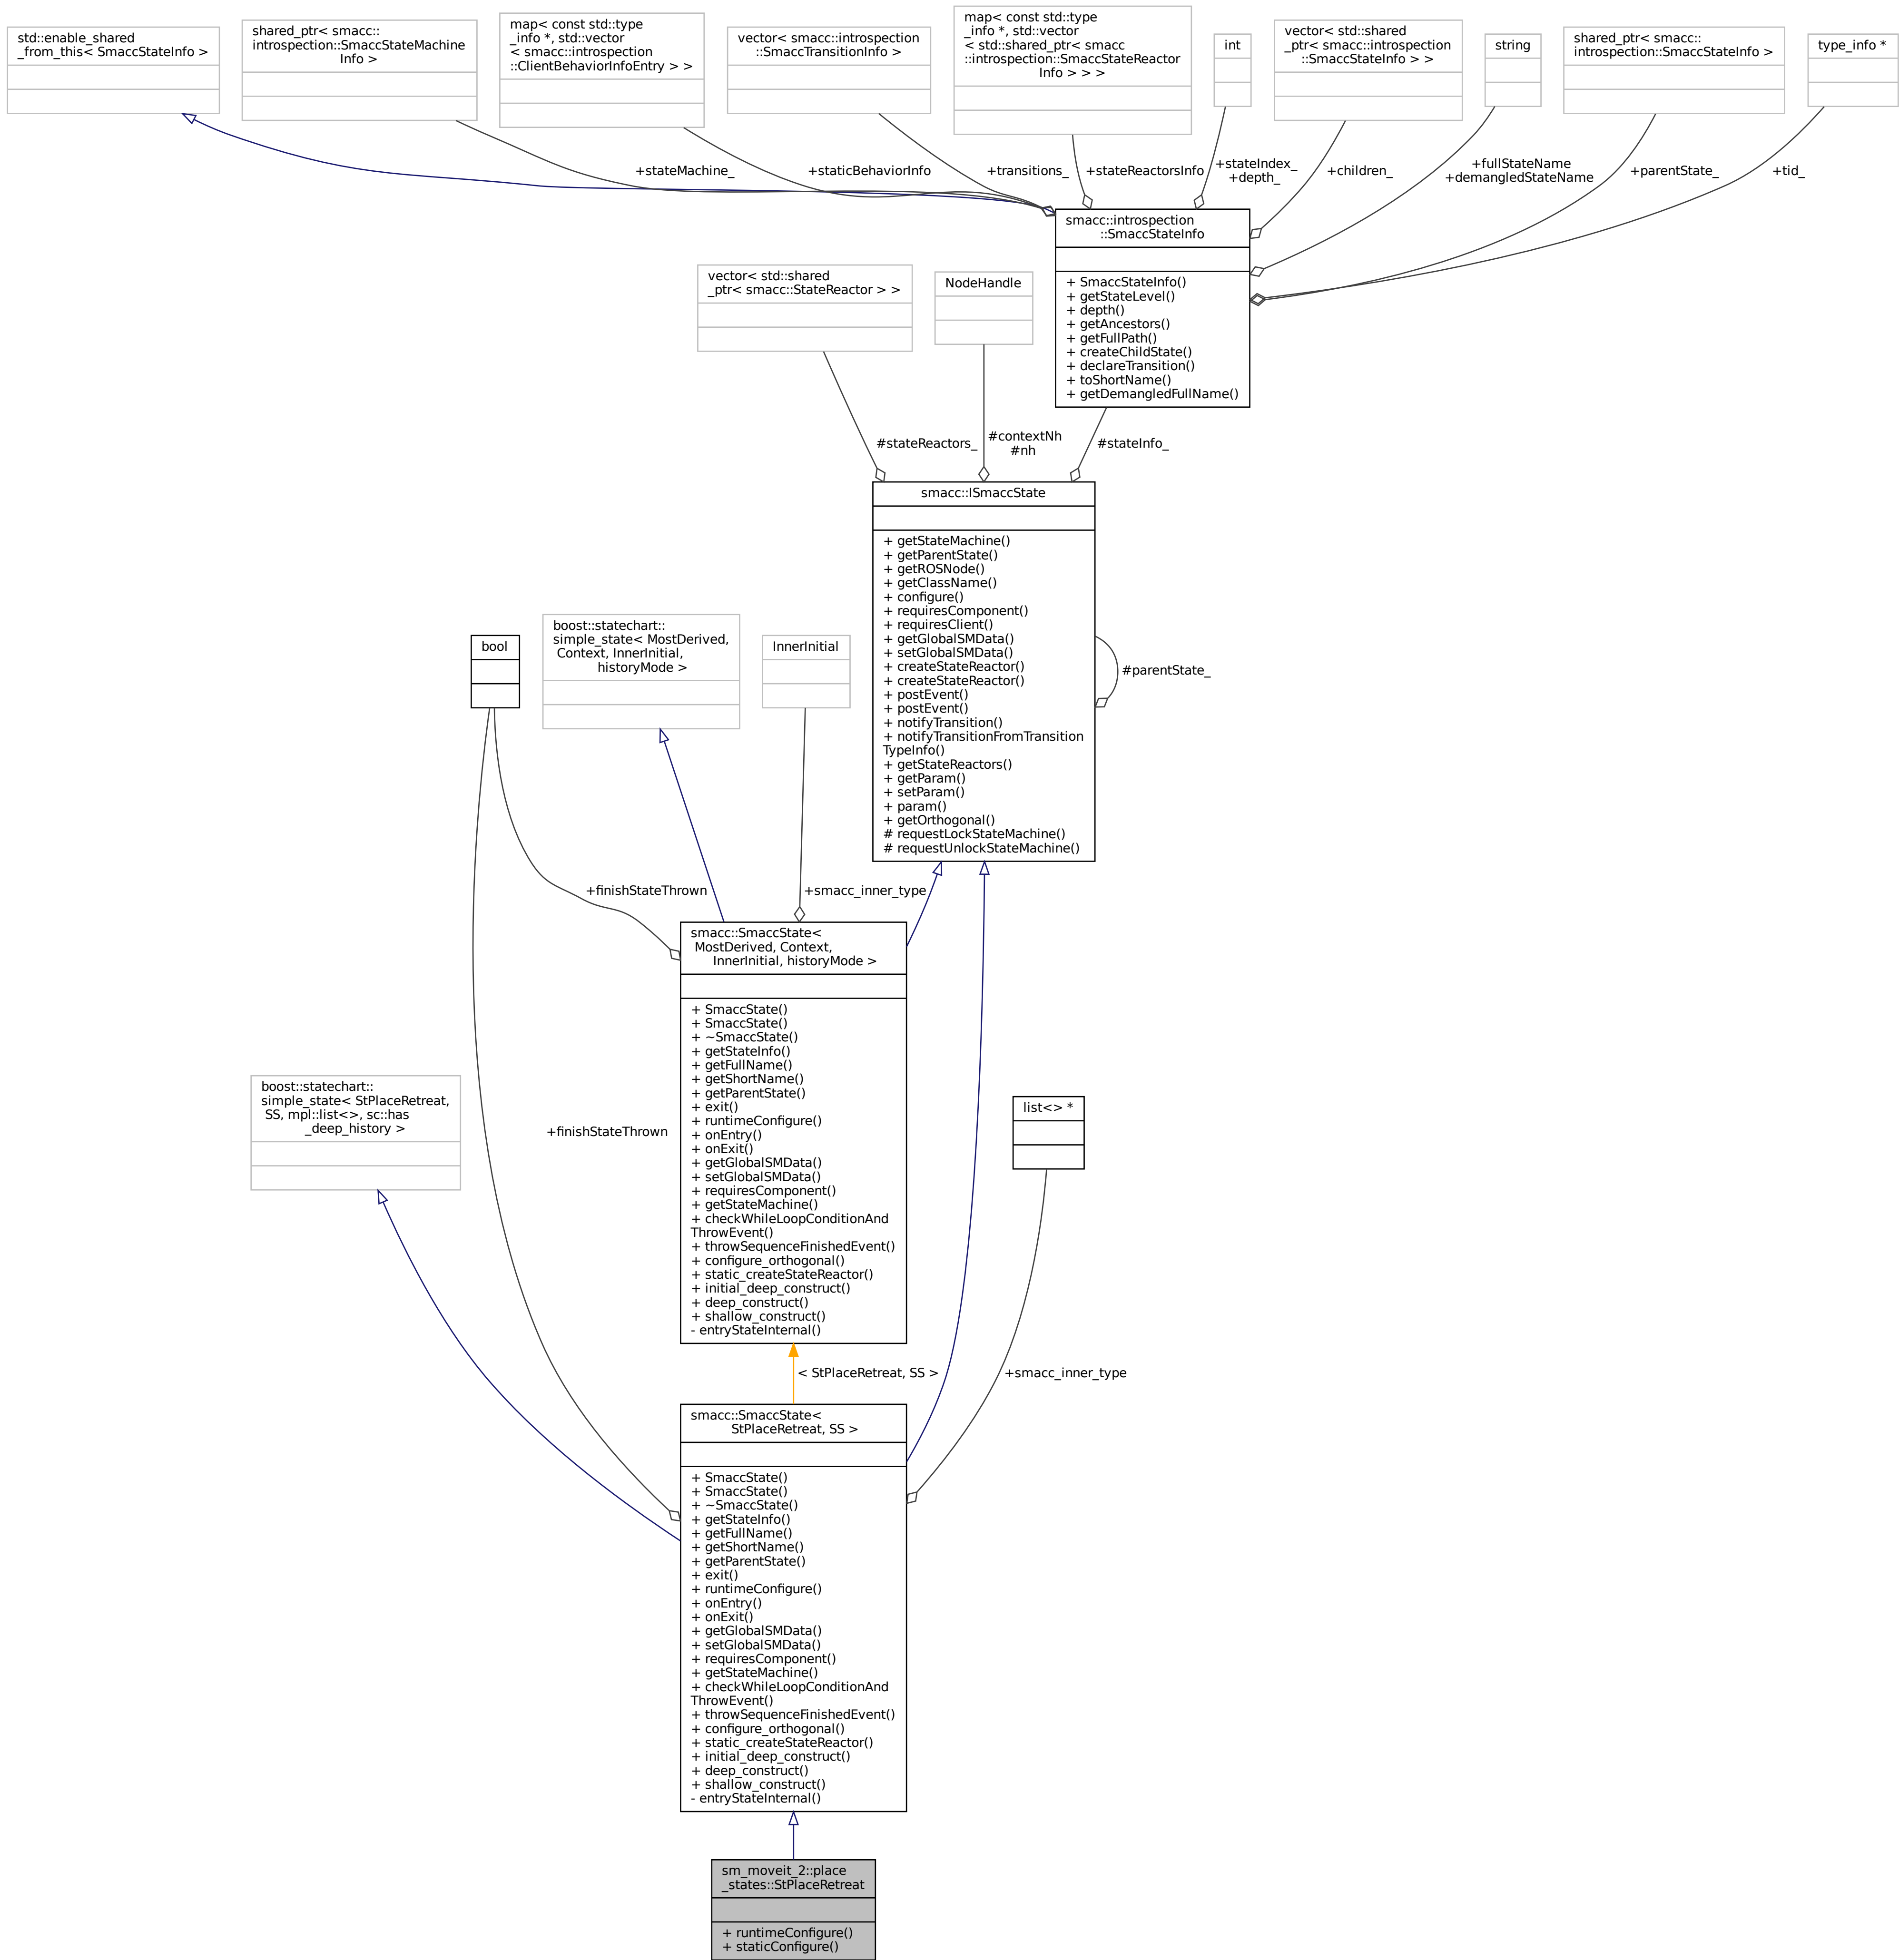 std::enable_shared
_from_this< SmaccStateInfo >
shared_ptr< smacc::
introspection::SmaccStateMachine
Info >
map< const std::type
_info *, std::vector
< smacc::introspection
::ClientBehaviorInfoEntry > >
vector< smacc::introspection
::SmaccTransitionInfo >
map< const std::type
_info *, std::vector
< std::shared_ptr< smacc
::introspection::SmaccStateReactor
Info > > >
int
vector< std::shared
_ptr< smacc::introspection
::SmaccStateInfo > >
string
shared_ptr< smacc::
introspection::SmaccStateInfo >
type_info *
+stateMachine_
+staticBehaviorInfo
+transitions_
+stateReactorsInfo
+stateIndex_
+depth_
+children_
+fullStateName
+demangledStateName
+parentState_
+tid_
smacc::introspection
::SmaccStateInfo
+ SmaccStateInfo()
+ getStateLevel()
+ depth()
+ getAncestors()
+ getFullPath()
+ createChildState()
+ declareTransition()
+ toShortName()
+ getDemangledFullName()
vector< std::shared
_ptr< smacc::StateReactor > >
NodeHandle
#stateReactors_
#contextNh
#nh
#stateInfo_
smacc::ISmaccState
+ getStateMachine()
+ getParentState()
+ getROSNode()
+ getClassName()
+ configure()
+ requiresComponent()
+ requiresClient()
+ getGlobalSMData()
+ setGlobalSMData()
+ createStateReactor()
+ createStateReactor()
+ postEvent()
+ postEvent()
+ notifyTransition()
+ notifyTransitionFromTransition
TypeInfo()
+ getStateReactors()
+ getParam()
+ setParam()
+ param()
+ getOrthogonal()
# requestLockStateMachine()
# requestUnlockStateMachine()
#parentState_
bool
boost::statechart::
simple_state< MostDerived,
Context, InnerInitial,
historyMode >
InnerInitial
+finishStateThrown
+smacc_inner_type
smacc::SmaccState<
MostDerived, Context,
InnerInitial, historyMode >
+ SmaccState()
+ SmaccState()
+ ~SmaccState()
+ getStateInfo()
+ getFullName()
+ getShortName()
+ getParentState()
+ exit()
+ runtimeConfigure()
+ onEntry()
+ onExit()
+ getGlobalSMData()
+ setGlobalSMData()
+ requiresComponent()
+ getStateMachine()
+ checkWhileLoopConditionAnd
ThrowEvent()
+ throwSequenceFinishedEvent()
+ configure_orthogonal()
+ static_createStateReactor()
+ initial_deep_construct()
+ deep_construct()
+ shallow_construct()
- entryStateInternal()
boost::statechart::
simple_state< StPlaceRetreat,
SS, mpl::list<>, sc::has
_deep_history >
+finishStateThrown
list<> *
< StPlaceRetreat, SS >
+smacc_inner_type
smacc::SmaccState<
StPlaceRetreat, SS >
+ SmaccState()
+ SmaccState()
+ ~SmaccState()
+ getStateInfo()
+ getFullName()
+ getShortName()
+ getParentState()
+ exit()
+ runtimeConfigure()
+ onEntry()
+ onExit()
+ getGlobalSMData()
+ setGlobalSMData()
+ requiresComponent()
+ getStateMachine()
+ checkWhileLoopConditionAnd
ThrowEvent()
+ throwSequenceFinishedEvent()
+ configure_orthogonal()
+ static_createStateReactor()
+ initial_deep_construct()
+ deep_construct()
+ shallow_construct()
- entryStateInternal()
sm_moveit_2::place
_states::StPlaceRetreat
+ runtimeConfigure()
+ staticConfigure()